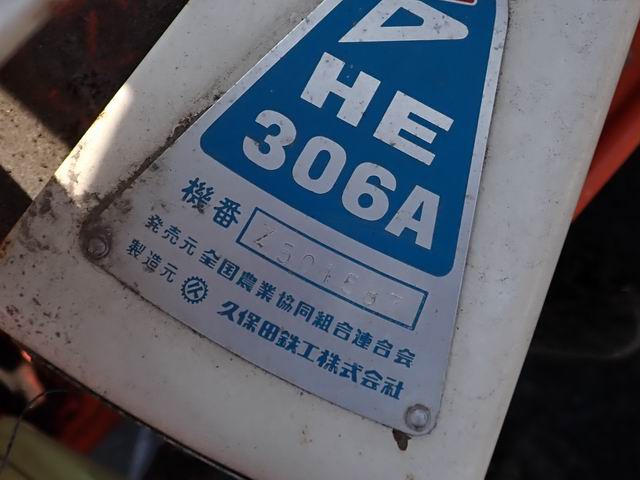 HE
306A
機番
発売元 全国農業協同組合連合会
製造元 久保田鉄工株式会社